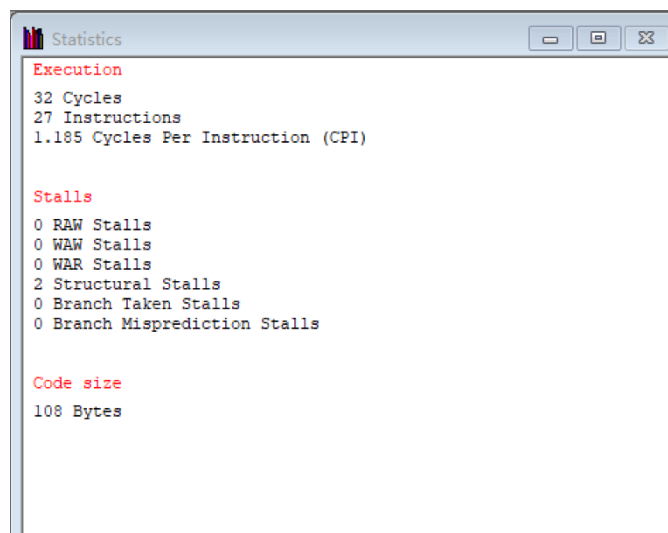 Statistics
Execution
32 Cycles
27 Instructions
1.185 Cycles Per Instruction (CPI)
Stalls
0 RAW Stalls
0 WAW Stalls
0 WAR Stalls
2 Structural Stalls
0 Branch Taken Stalls
0 Branch Misprediction Stalls
Code size
108 Bytes